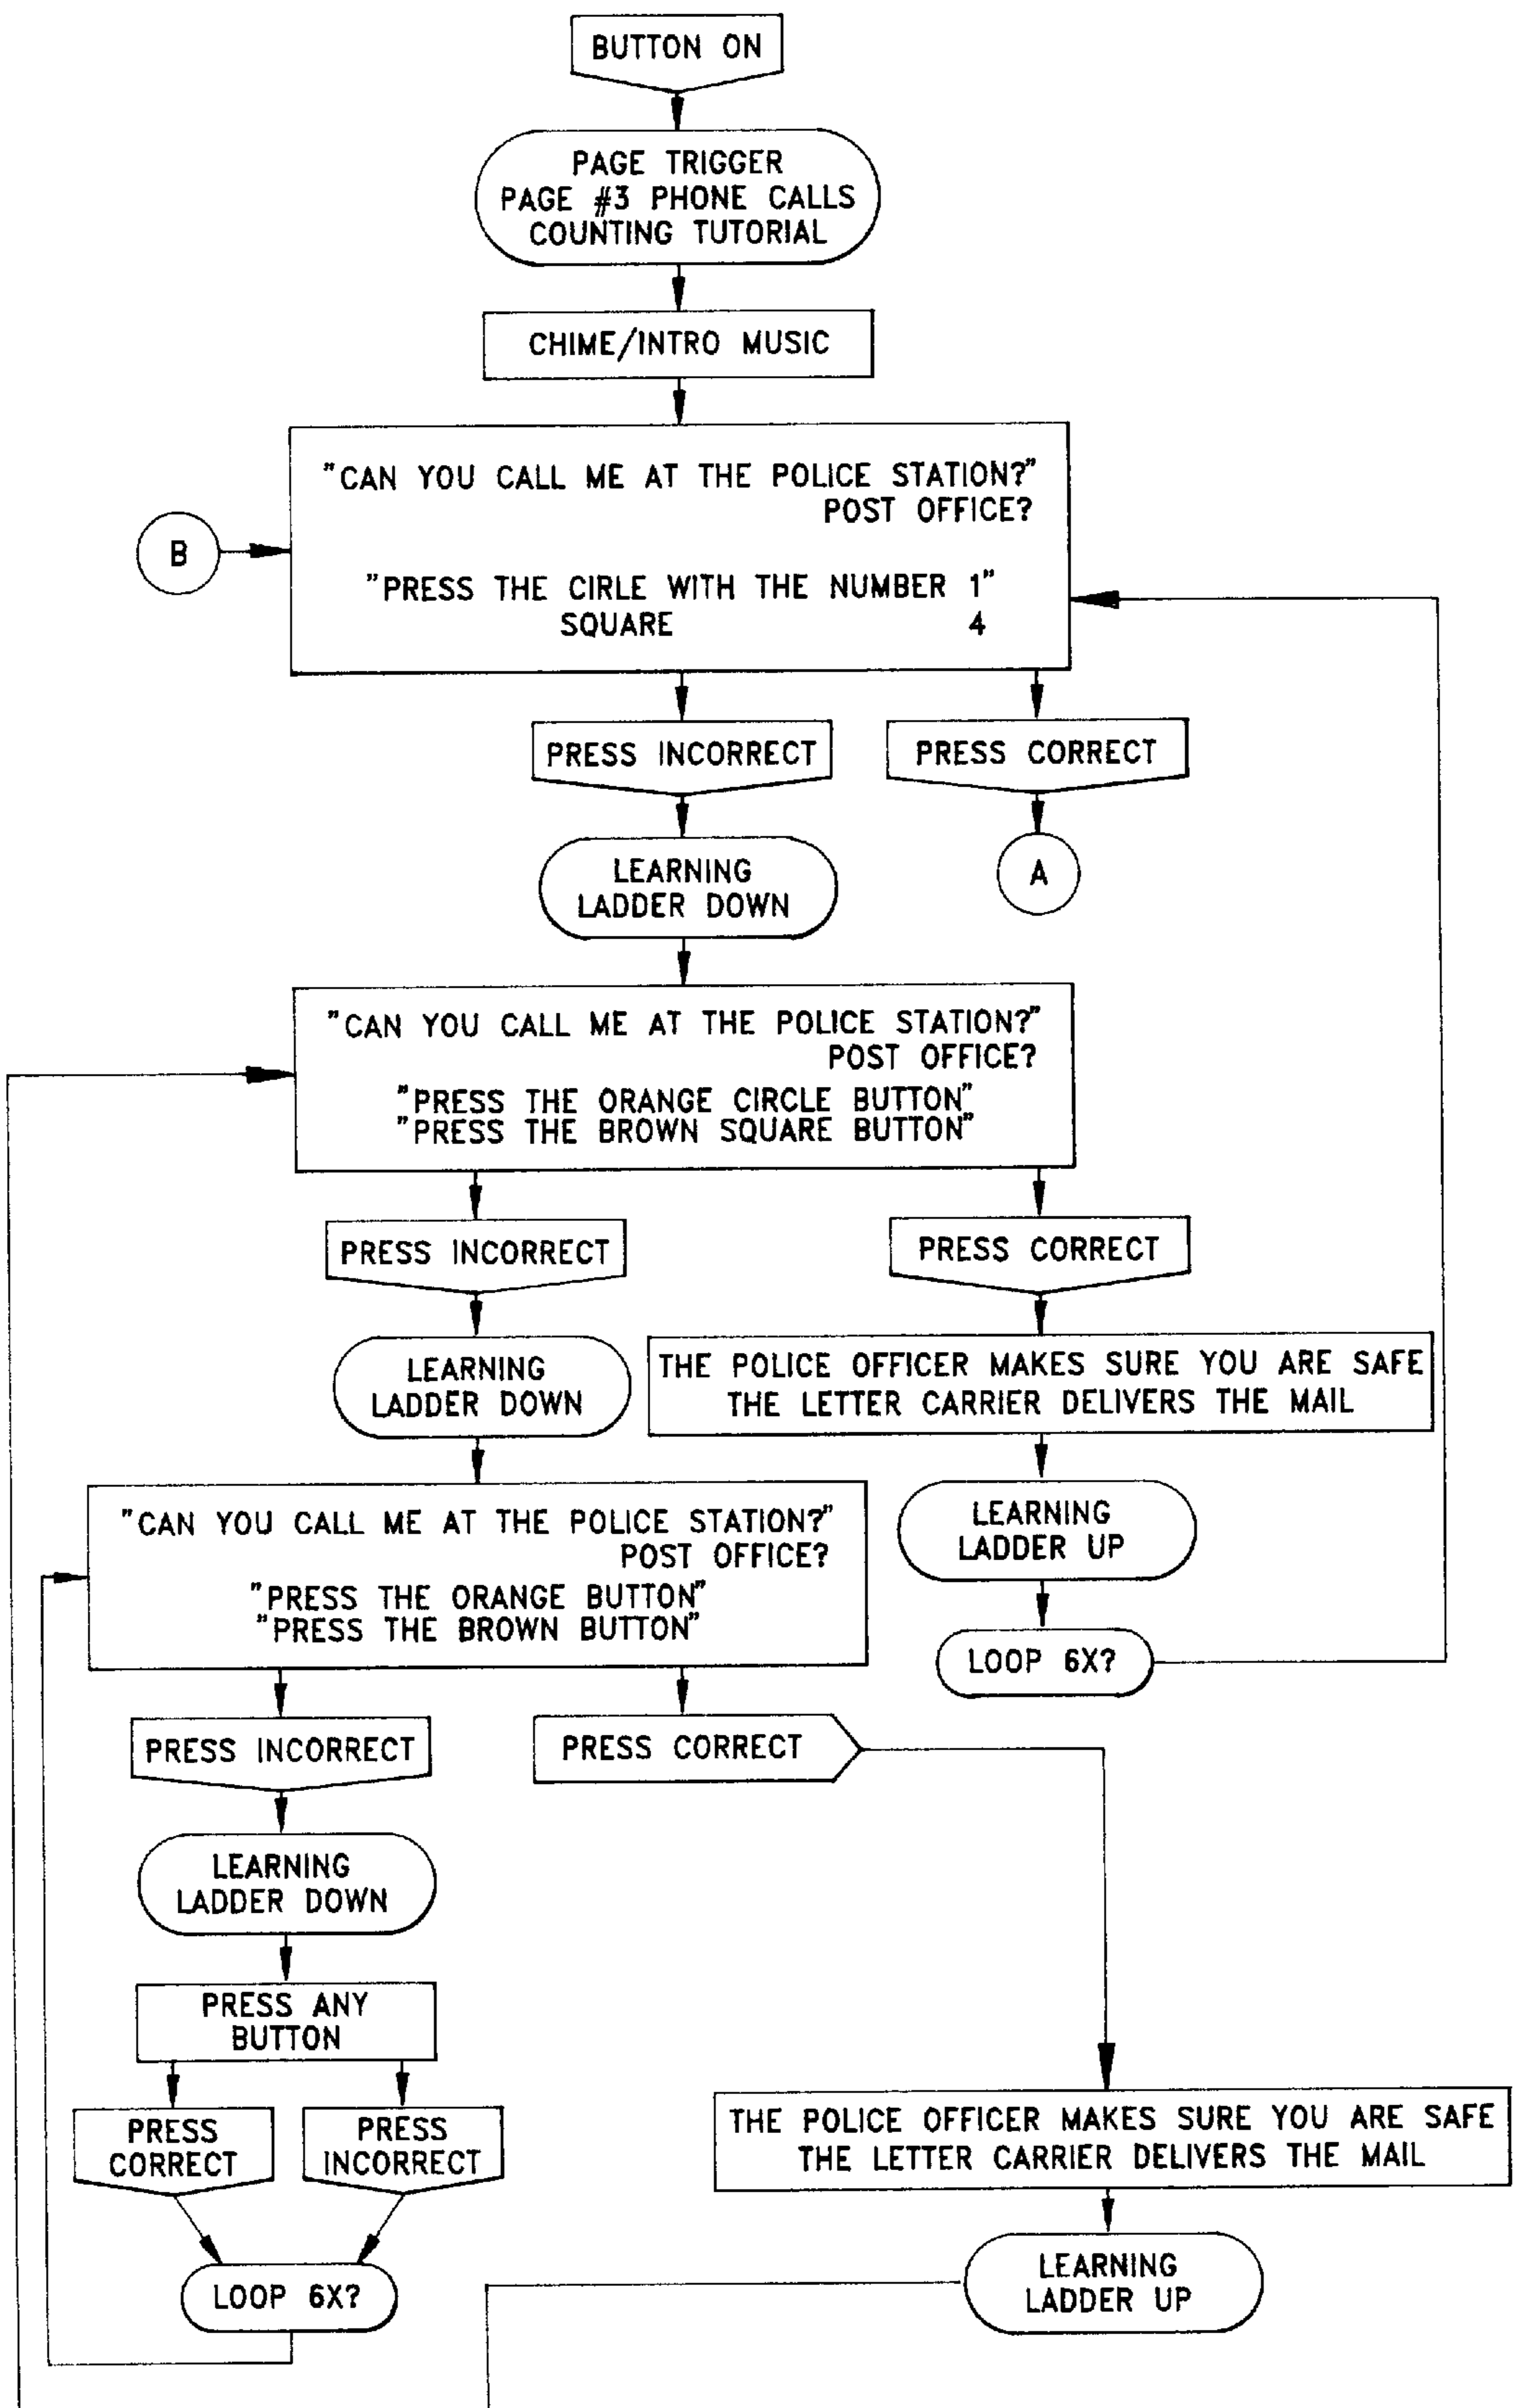 BUTTON ON
PAGE TRIGGER
PAGE #3 PHONE CALLS
COUNTING TUTORIAL
CHIME/INTRO MUSIC
"CAN YOU CALL ME AT THE POLICE STATION?"
POST OFFICE?
B
"PRESS THE CIRLE WITH THE NUMBER 1"
SQUARE 4
PRESS INCORRECT
PRESS CORRECT
LEARNING
LADDER DOWN
A
"CAN YOU CALL ME AT THE POLICE STATION?"
POST OFFICE?
"PRESS THE ORANGE CIRCLE BUTTON"
"PRESS THE BROWN SQUARE BUTTON"
PRESS INCORRECT
PRESS CORRECT
LEARNING
LADDER DOWN
THE POLICE OFFICER MAKES SURE YOU ARE SAFE
THE LETTER CARRIER DELIVERS THE MAIL
"CAN YOU CALL ME AT THE POLICE STATION?"
POST OFFICE?
"PRESS THE ORANGE BUTTON"
"PRESS THE BROWN BUTTON"
LEARNING
LADDER UP
LOOP 6X?
PRESS INCORRECT
PRESS CORRECT
LEARNING
LADDER DOWN
PRESS ANY
BUTTON
PRESS
CORRECT
PRESS
INCORRECT
THE POLICE OFFICER MAKES SURE YOU ARE SAFE
THE LETTER CARRIER DELIVERS THE MAIL
LOOP 6X?
LEARNING
LADDER UP